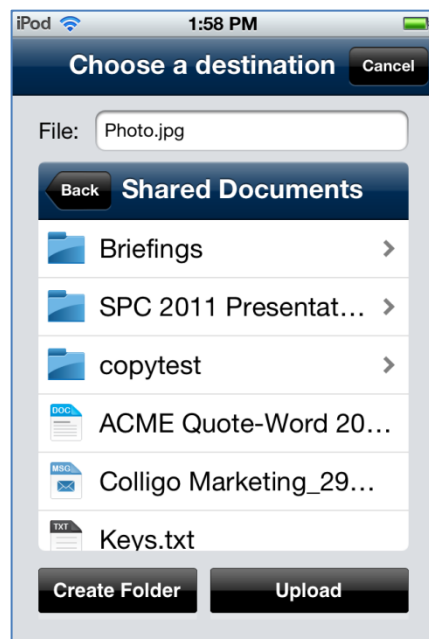 iPod 1:58 PM
Choose a destination Cancel
File: Photo.jpg
Back Shared Documents
Briefings
SPC 2011 Presentat...
copytest
DOC ACME Quote-Word 20...
MSG Colligo Marketing_29...
TXT Keys.txt
Create Folder Upload